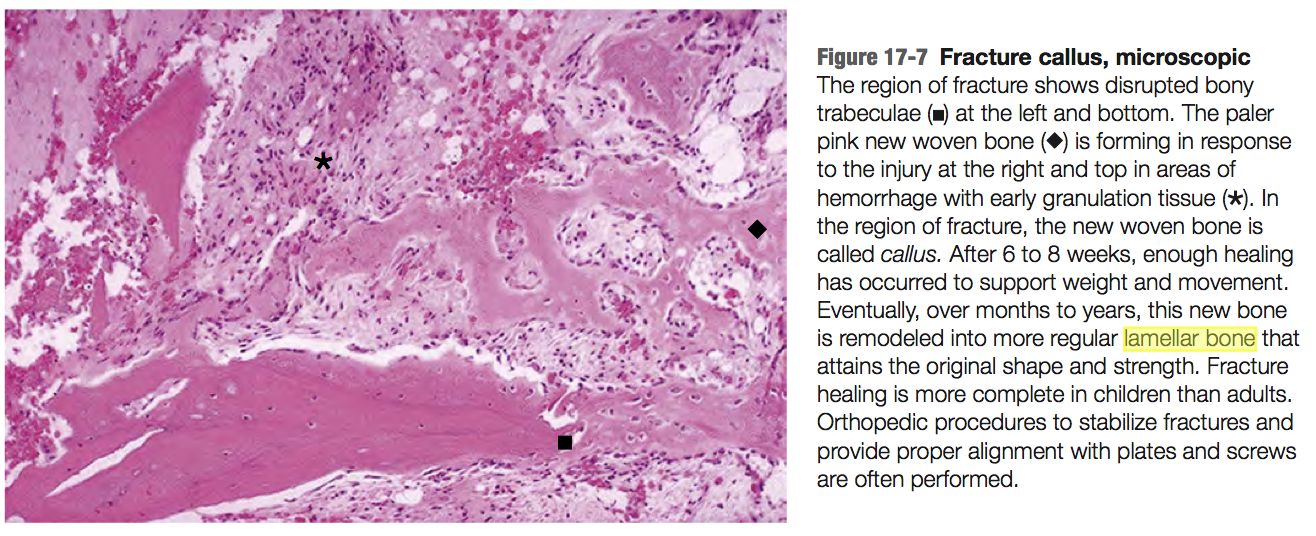 Figure 17-7 Fracture callus, microscopic
The region of fracture shows disrupted bony
trabeculae (■) at the left and bottom. The paler
pink new woven bone (◆) is forming in response
to the injury at the right and top in areas of
hemorrhage with early granulation tissue (★). In
the region of fracture, the new woven bone is
called callus. After 6 to 8 weeks, enough healing
has occurred to support weight and movement.
Eventually, over months to years, this new bone
is remodeled into more regular lamellar bone that
attains the original shape and strength. Fracture
healing is more complete in children than adults.
Orthopedic procedures to stabilize fractures and
provide proper alignment with plates and screws
are often performed.